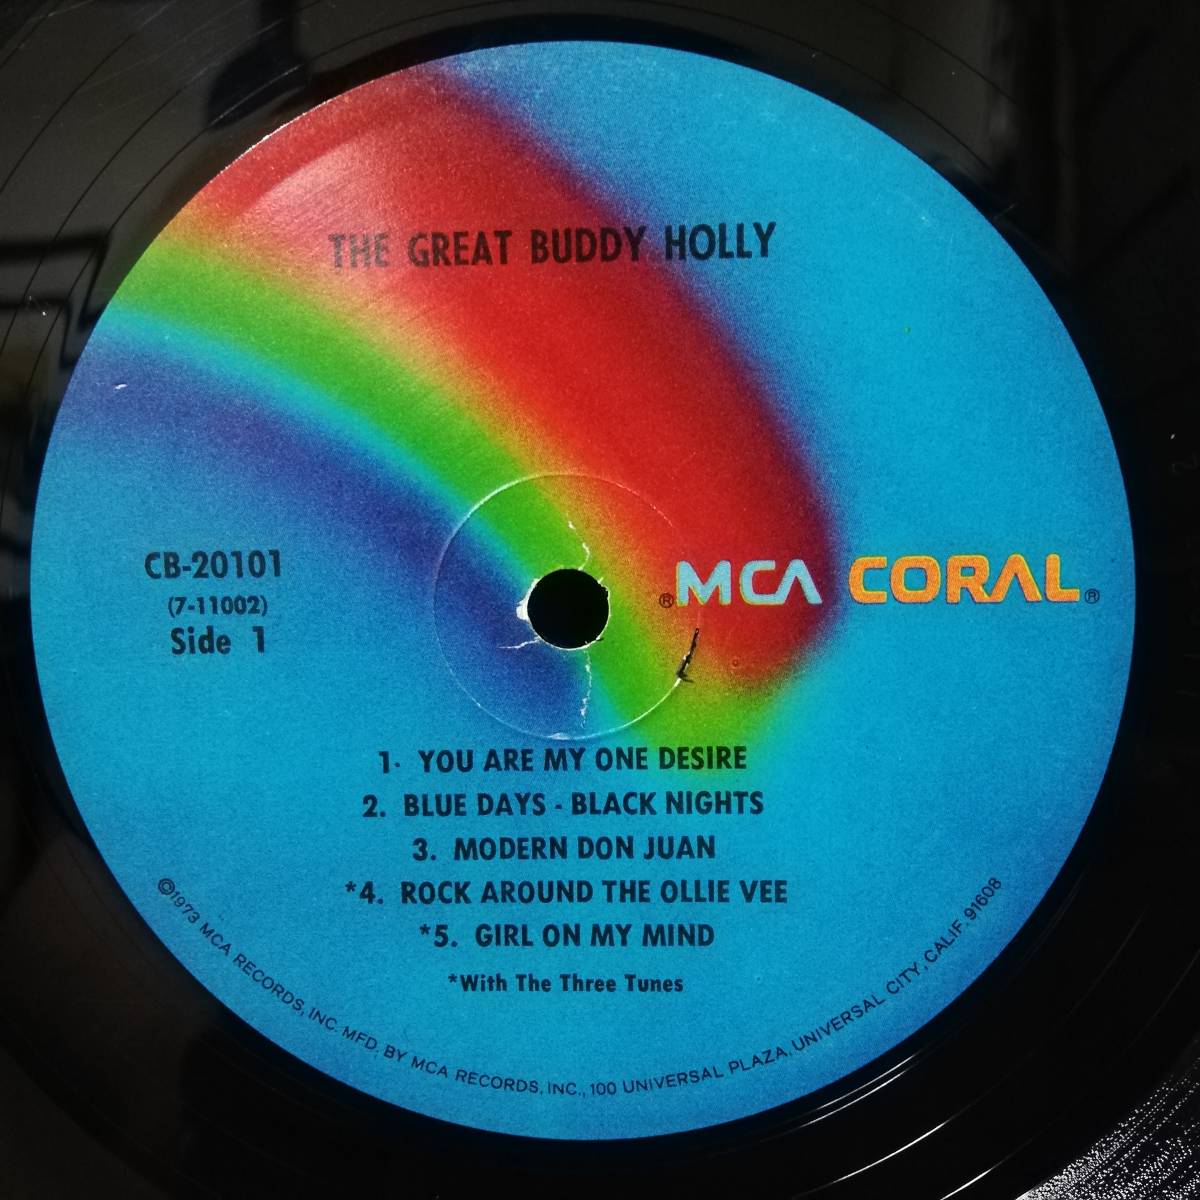 THE GREAT BUDDY HOLLY
CB-20101
(7-11002)
Side 1
®MCA CORAL®
1. YOU ARE MY ONE DESIRE
2. BLUE DAYS - BLACK NIGHTS
3. MODERN DON JUAN
*4. ROCK AROUND THE OLLIE VEE
*5. GIRL ON MY MIND
*With The Three Tunes
©1973 MCA RECORDS, INC. MFD. BY MCA RECORDS, INC., 100 UNIVERSAL PLAZA, UNIVERSAL CITY, CALIF. 91608